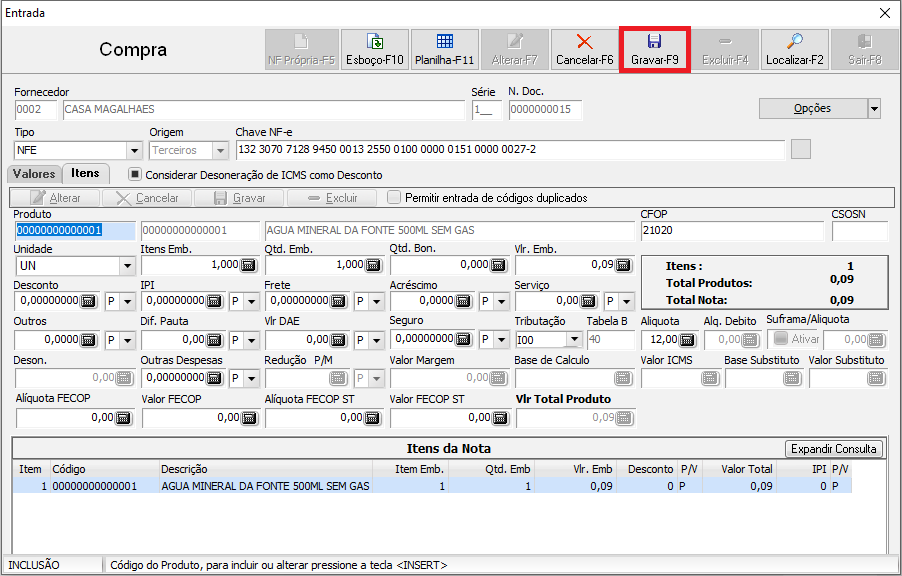 Entrada
Compra
NF Própria-F5 Esboço-F10 Planilha-F11 Alterar-F7 Cancelar-F6 Gravar-F9 Excluir-F4 Localizar-F2 Sair-F8
Fornecedor Série N. Doc.
0002 CASA MAGALHAES 1__ 0000000015 Opções
Tipo Origem Chave NF-e
NFE Terceiros 132 3070 7128 9450 0013 2550 0100 0000 0151 0000 0027-2
Valores Itens Considerar Desoneração de ICMS como Desconto
Alterar Cancelar Gravar Excluir Permitir entrada de códigos duplicados
Produto CFOP CSOSN
00000000000001 00000000000001 AGUA MINERAL DA FONTE 500ML SEM GAS 21020
Unidade Itens Emb. Qtd. Emb. Qtd. Bon. Vlr. Emb.
UN 1,000 1,000 0,000 0,09 Itens : 1
Desconto IPI Frete Acréscimo Serviço Total Produtos: 0,09
0,00000000 P 0,00000000 P 0,00000000 P 0,0000 P 0,00 P Total Nota: 0,09
Outros Dif. Pauta Vlr DAE Seguro Tributação Tabela B Aliquota Alq. Debito Suframa/Aliquota
0,0000 P 0,00 P 0,00 P 0,00000000 P I00 40 12,00 0,00 Ativar 0,00
Deson. Outras Despesas Redução P/M Valor Margem Base de Calculo Valor ICMS Base Substituto Valor Substituto
0,00 0,00000000 P P
Alíquota FECOP Valor FECOP Alíquota FECOP ST Valor FECOP ST Vlr Total Produto
0,00 0,00 0,00 0,00 0,09
Itens da Nota Expandir Consulta
Item Código Descrição Item Emb. Qtd. Emb Vlr. Emb Desconto P/V Valor Total IPI P/V
1 00000000000001 AGUA MINERAL DA FONTE 500ML SEM GAS 1 1 0,09 0 P 0,09 0 P
INCLUSÃO Código do Produto, para incluir ou alterar pressione a tecla <INSERT>